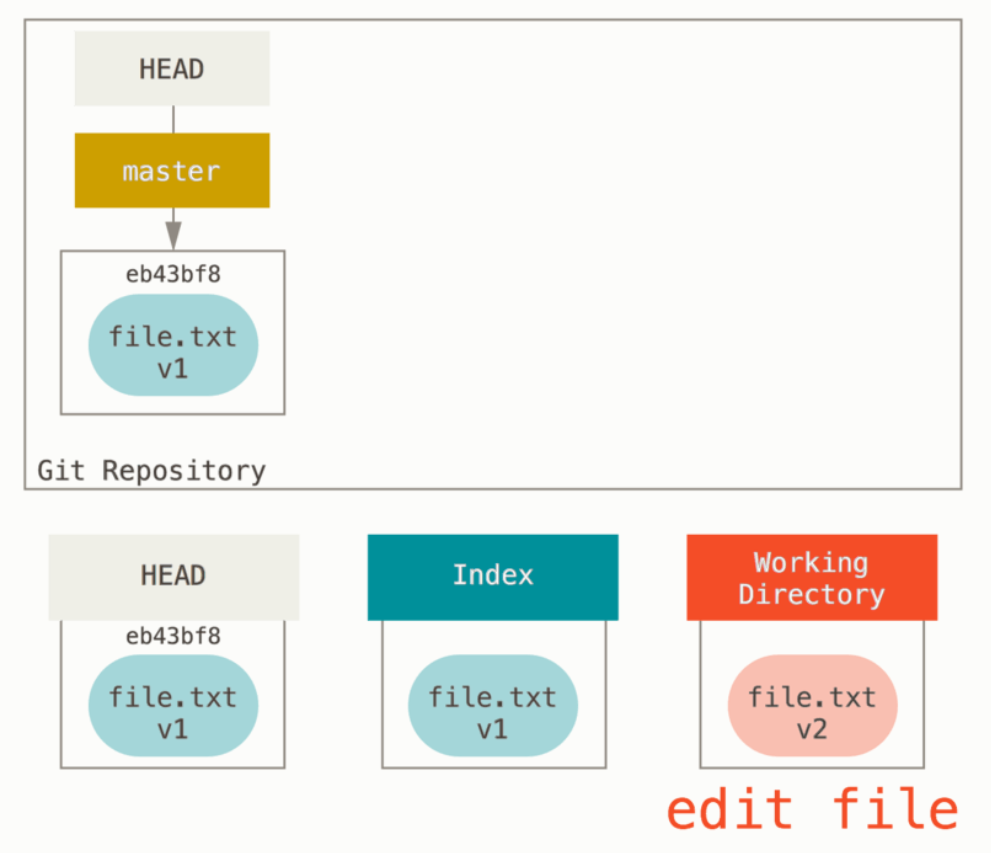 HEAD
master
eb43bf8
file.txt
v1
Git Repository
HEAD
Index
Working
Directory
eb43bf8
file.txt
v1
file.txt
v1
file.txt
v2
edit file